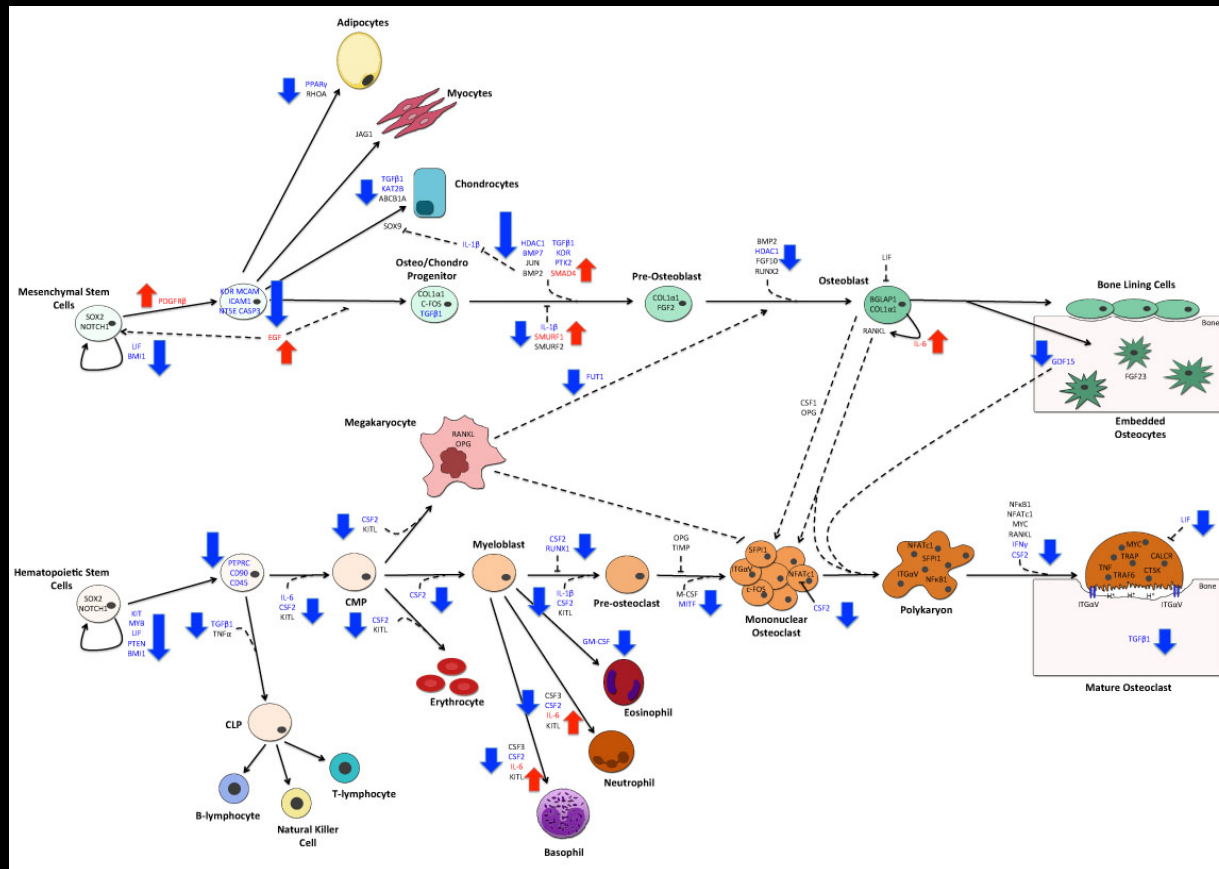 Adipocytes
PPARγ
RHOA
Myocytes
JAG1
TGFβ1
KAT2B
ABCB1A
Chondrocytes
SOX9
IL-1β
HDAC1
BMP7
JUN
BMP2
TGFβ1
KDR
PTK2
SMAD4
BMP2
HDAC1
FGF10
RUNX2
LIF
Mesenchymal Stem
Cells
SOX2
NOTCH1
PDGFRβ
KDR MCAM
ICAM1
NT5E CASP3
LIF
BMI1
EGF
Osteo/Chondro
Progenitor
COL1α1
C-FOS
TGFβ1
IL-1β
SMURF1
SMURF2
Pre-Osteoblast
COL1α1
FGF2
Osteoblast
BGLAP1
COL1α1
RANKL
IL-6
Bone Lining Cells
Bone
GDF15
FGF23
Embedded
Osteocytes
FUT1
CSF1
OPG
Megakaryocyte
RANKL
OPG
Hematopoietic Stem
Cells
SOX2
NOTCH1
KIT
MYB
LIF
PTEN
BMI1
PTPRC
CD90
CD45
TGFβ1
TNFα
IL-6
CSF2
KITL
CSF2
KITL
CMP
CSF2
KITL
CSF2
Myeloblast
CSF2
RUNX1
IL-1β
CSF2
KITL
Pre-osteoclast
OPG
TIMP
M-CSF
MITF
SFPI1
ITGαV
NFATc1
c-FOS
Mononuclear
Osteoclast
CSF2
NFATc1
SFPI1
ITGαV
NFκB1
Polykaryon
NFκB1
NFATc1
MYC
RANKL
IFNγ
CSF2
LIF
MYC
TRAP
CALCR
TNF
TRAF6
CTSK
H⁺
H⁺
H⁺
H⁺
ITGαV
ITGαV
Bone
TGFβ1
Mature Osteoclast
Erythrocyte
GM-CSF
Eosinophil
CSF3
CSF2
IL-6
KITL
Neutrophil
CSF3
CSF2
IL-6
KITL
Basophil
CLP
B-lymphocyte
Natural Killer
Cell
T-lymphocyte